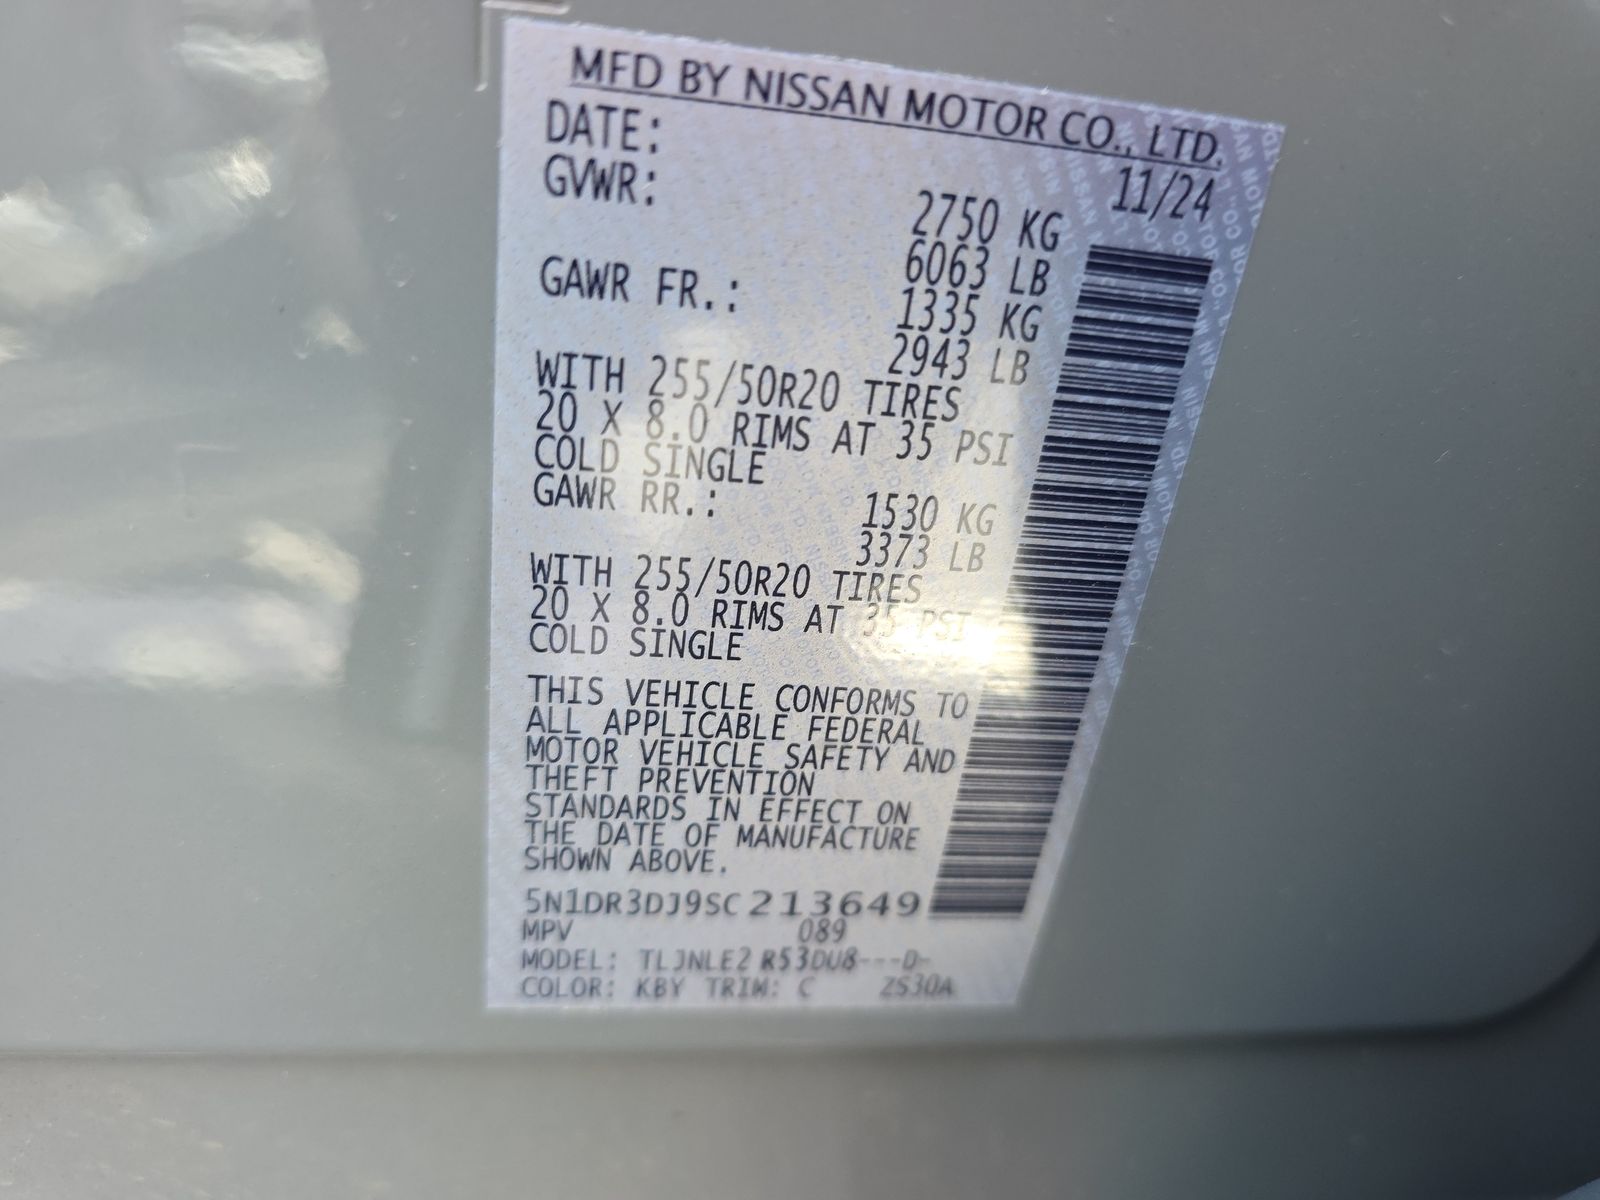 MFD BY NISSAN MOTOR CO., LTD.
DATE: 11/24
GVWR: 2750 KG
6063 LB
GAWR FR.: 1335 KG
2943 LB
WITH 255/50R20 TIRES
20 X 8.0 RIMS AT 35 PSI
COLD SINGLE
GAWR RR.: 1530 KG
3373 LB
WITH 255/50R20 TIRES
20 X 8.0 RIMS AT 35 PSI
COLD SINGLE
THIS VEHICLE CONFORMS TO
ALL APPLICABLE FEDERAL
MOTOR VEHICLE SAFETY AND
THEFT PREVENTION
STANDARDS IN EFFECT ON
THE DATE OF MANUFACTURE
SHOWN ABOVE.
5N1DR3DJ9SC213649
MPV 089
MODEL: TLJNLE2 R53DU8---D-
COLOR: KBY TRIM: C ZS30A